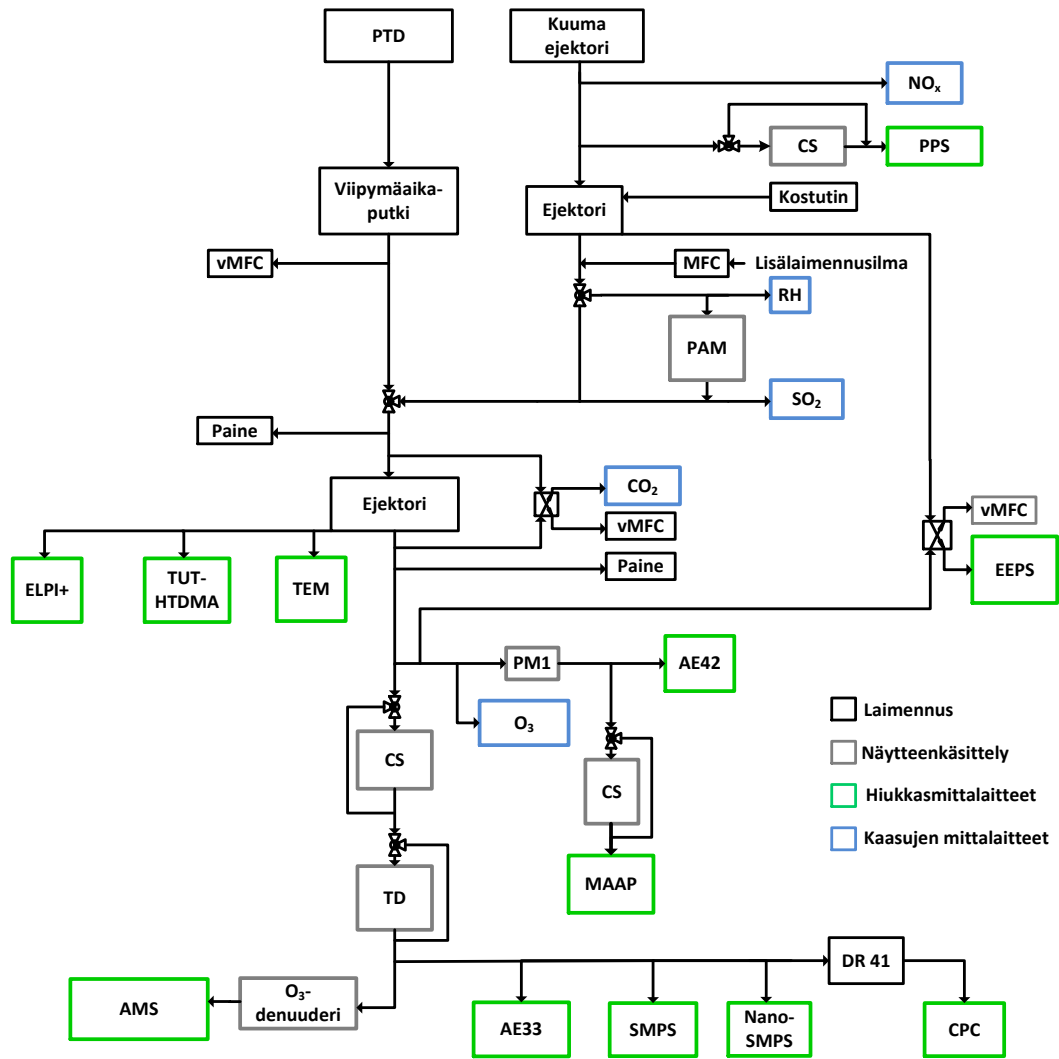 PTD
Kuuma
ejektori
NOx
CS
PPS
Viipymäaika-
putki
Ejektori
Kostutin
vMFC
MFC
Lisälaimennusilma
RH
PAM
SO2
Paine
Ejektori
CO2
vMFC
vMFC
Paine
EEPS
ELPI+
TUT-
HTDMA
TEM
PM1
AE42
O3
Laimennus
CS
Näytteenkäsittely
CS
Hiukkasmittalaitteet
Kaasujen mittalaitteet
MAAP
TD
DR 41
AMS
O3-
denuuderi
AE33
SMPS
Nano-
SMPS
CPC